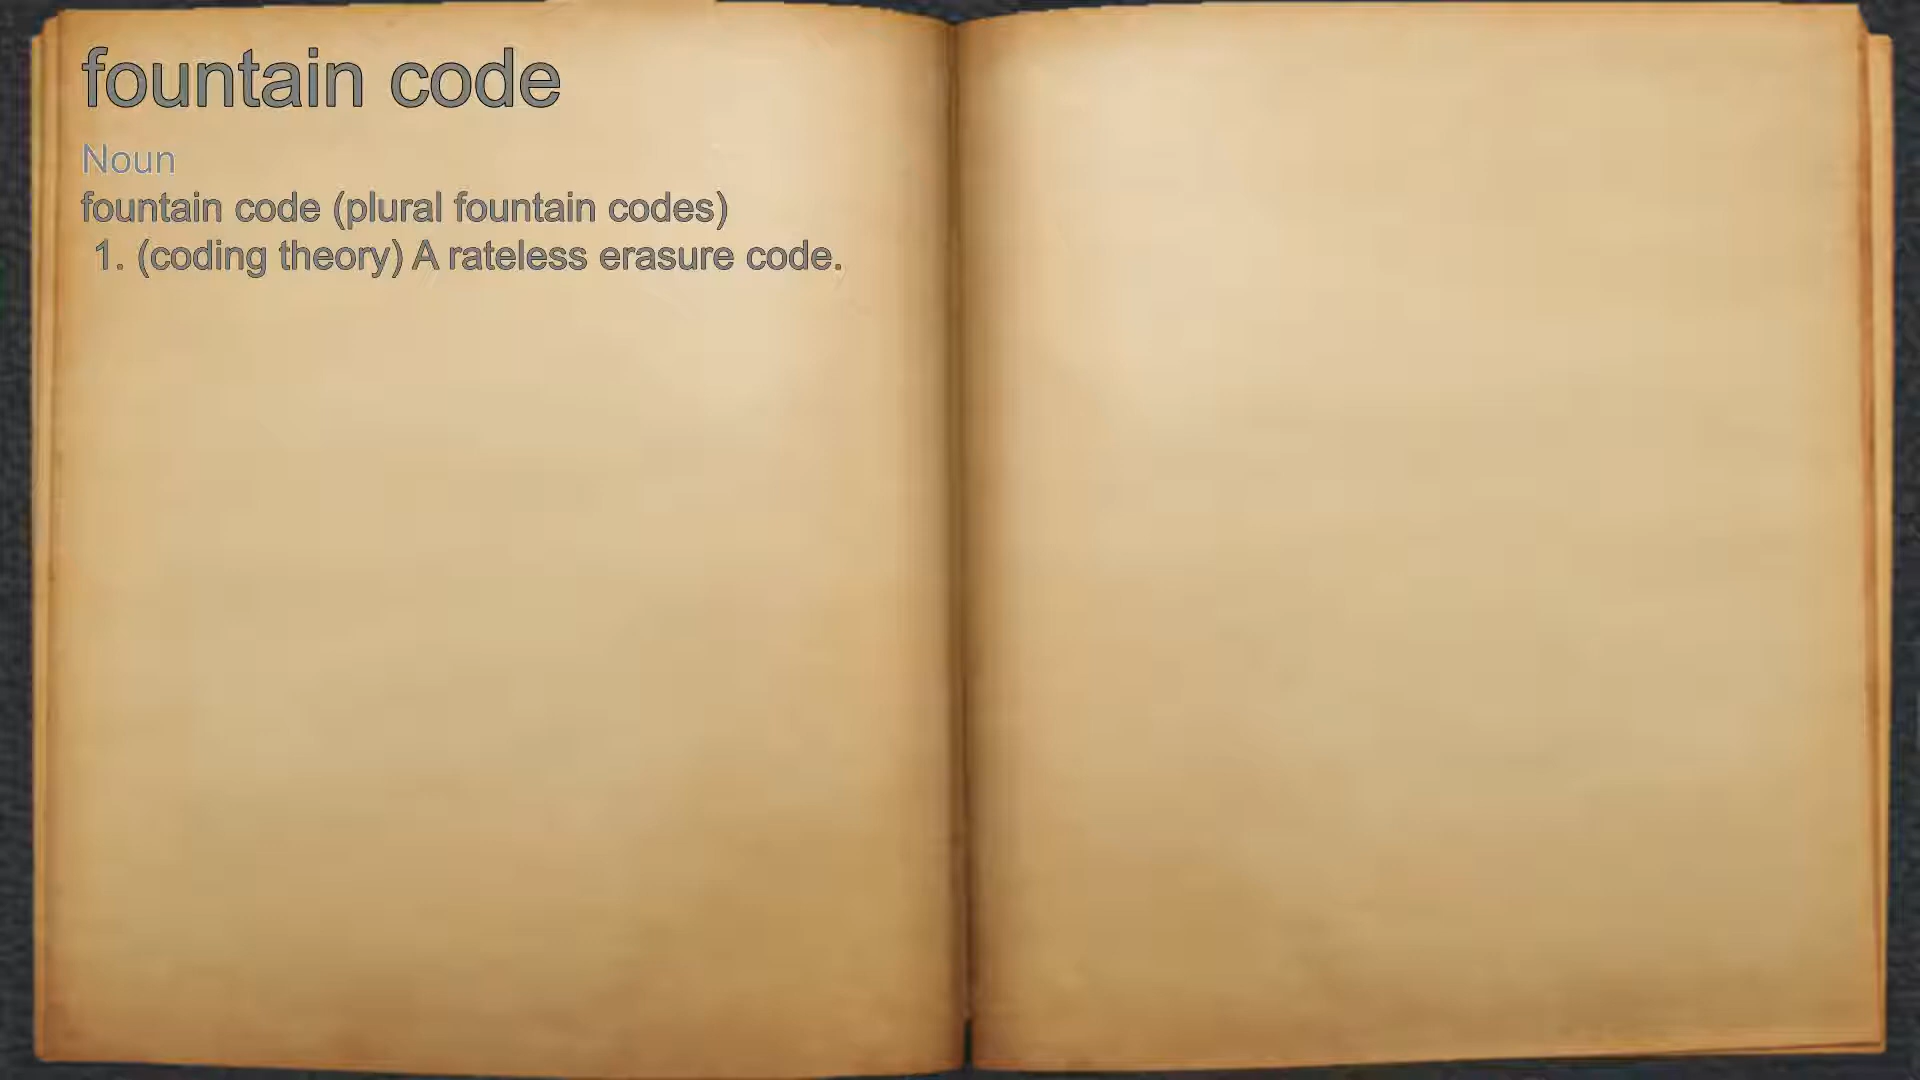 fountain code
Noun
fountain code (plural fountain codes)
1. (coding theory) A rateless erasure code.